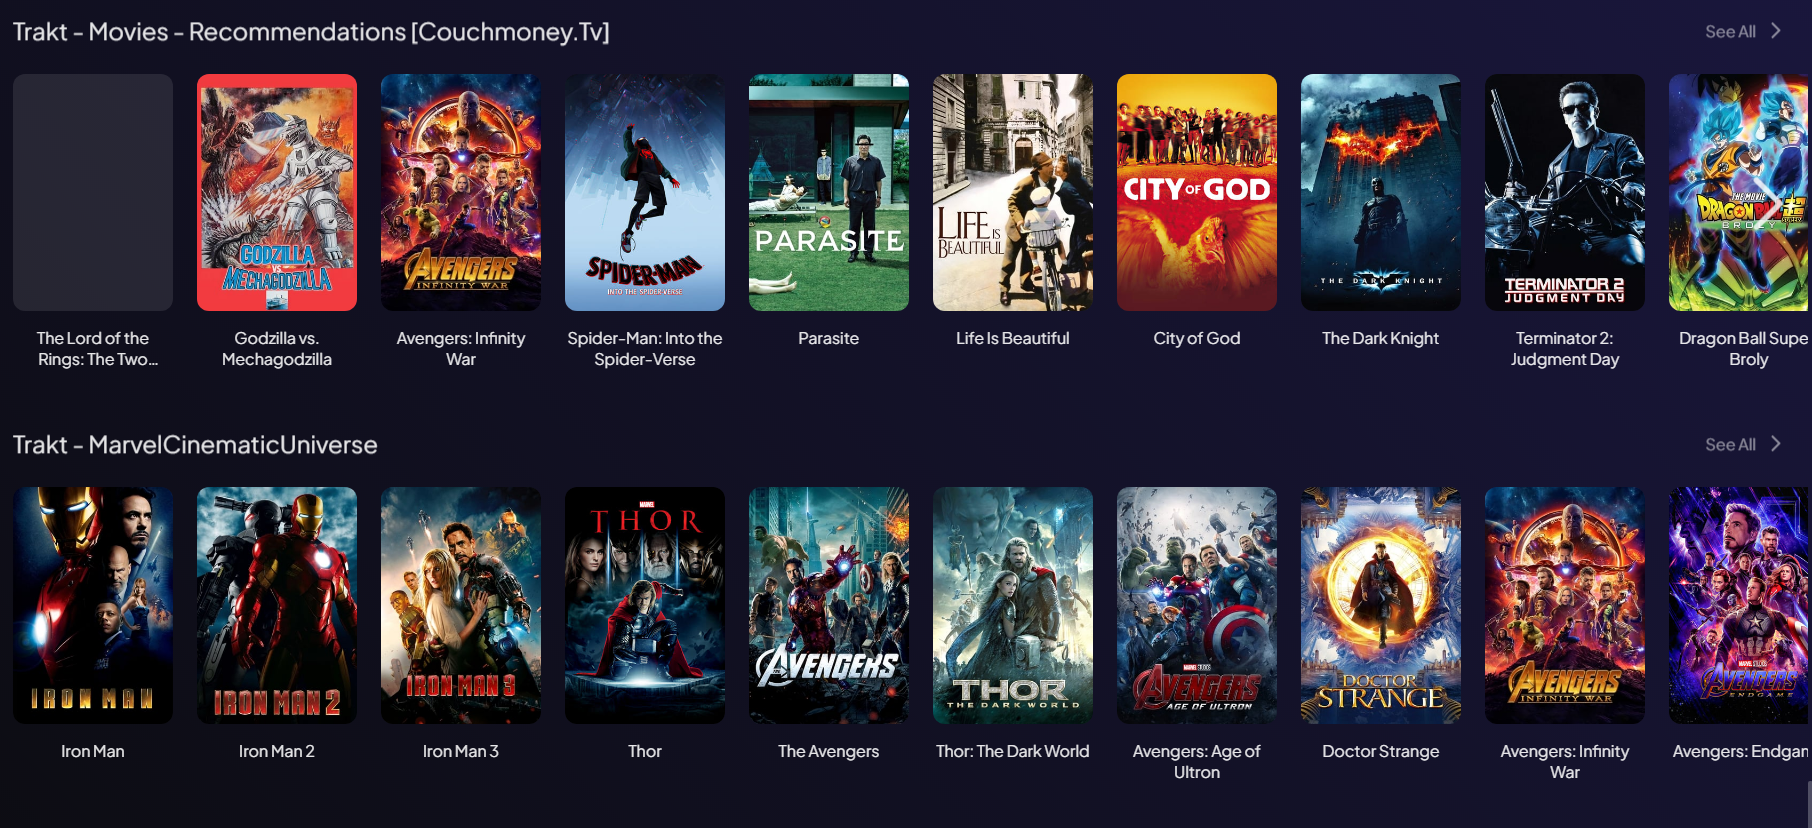 Trakt - Movies - Recommendations [Couchmoney.Tv]
See All
GODZILLA
VS.
MECHAGODZILLA
AVENGERS
INFINITY WAR
SPIDER-MAN
INTO THE SPIDER-VERSE
PARASITE
LIFE IS
BEAUTIFUL
CITY OF GOD
THE DARK KNIGHT
TERMINATOR 2
JUDGMENT DAY
THE MOVIE
DRAGON BALL
SUPER
BROLY
The Lord of the
Rings: The Two...
Godzilla vs.
Mechagodzilla
Avengers: Infinity
War
Spider-Man: Into the
Spider-Verse
Parasite
Life Is Beautiful
City of God
The Dark Knight
Terminator 2:
Judgment Day
Dragon Ball Supe
Broly
Trakt - MarvelCinematicUniverse
See All
IRON MAN
IRON MAN 2
IRON MAN 3
MARVEL
THOR
AVENGERS
THOR
THE DARK WORLD
MARVEL STUDIOS
AVENGERS
AGE OF ULTRON
DOCTOR
STRANGE
AVENGERS
INFINITY WAR
MARVEL STUDIOS
AVENGERS
ENDGAME
Iron Man
Iron Man 2
Iron Man 3
Thor
The Avengers
Thor: The Dark World
Avengers: Age of
Ultron
Doctor Strange
Avengers: Infinity
War
Avengers: Endgan